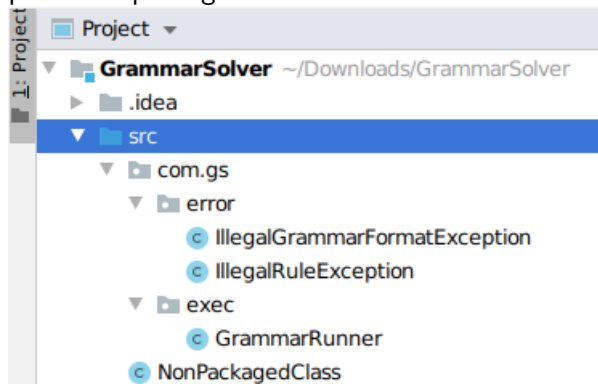 1: Project
Project
GrammarSolver ~/Downloads/GrammarSolver
.idea
src
com.gs
error
IllegalGrammarFormatException
IllegalRuleException
exec
GrammarRunner
NonPackagedClass